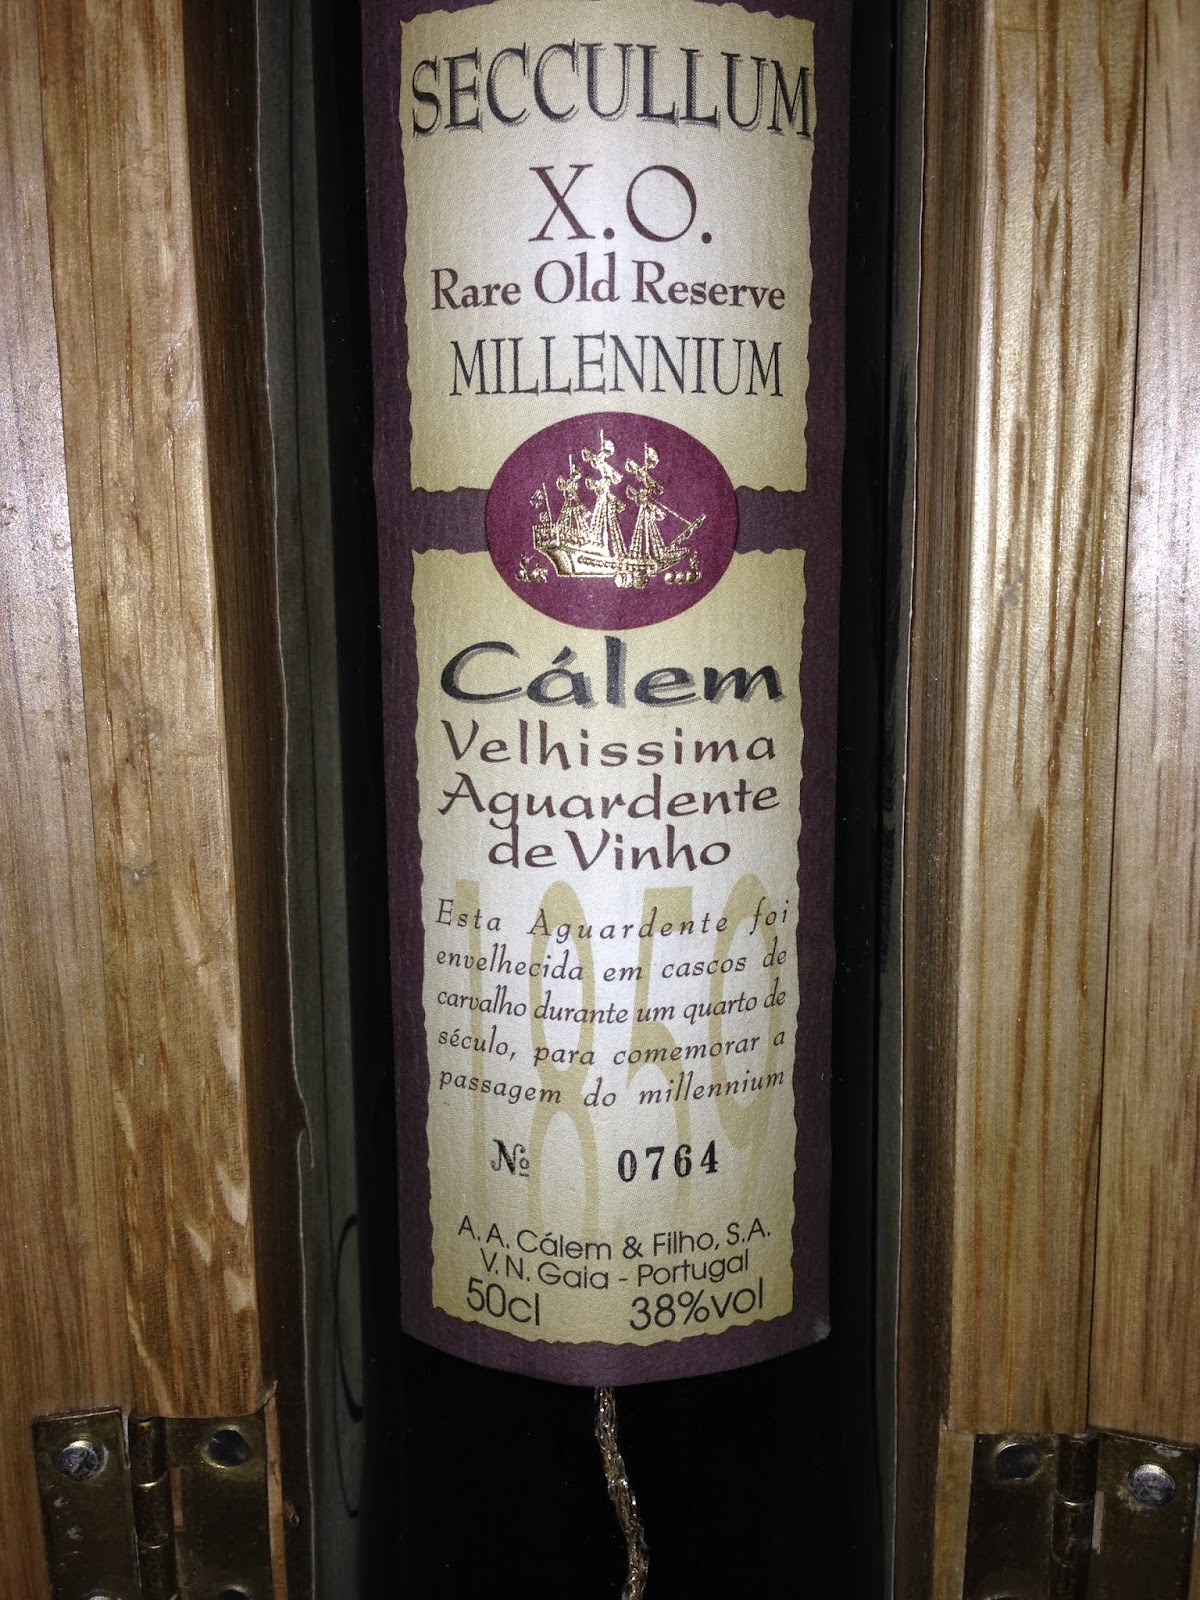 SECCULLUM
X.O.
Rare Old Reserve
MILLENNIUM
Cálem
Velhissima
Aguardente
de Vinho
1859
Esta Aguardente foi
envelhecida em cascos de
carvalho durante um quarto de
século, para comemorar a
passagem do millennium
Nº 0764
A. A. Cálem & Filho, S.A.
V. N. Gaia - Portugal
50cl 38%vol